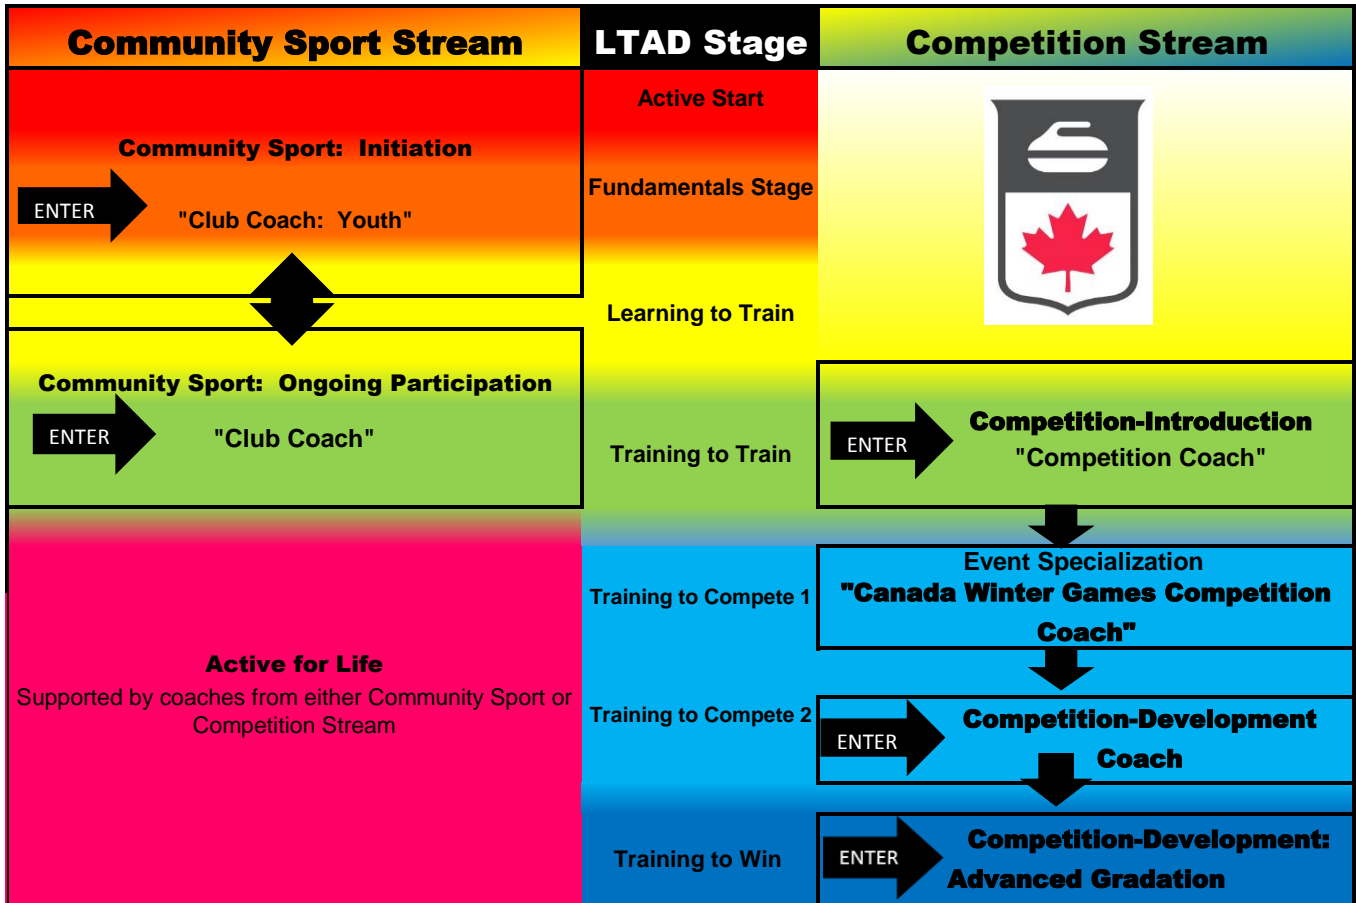 Community Sport Stream
LTAD Stage
Competition Stream
Active Start
Community Sport:  Initiation
Fundamentals Stage
ENTER
"Club Coach:  Youth"
Learning to Train
Community Sport:  Ongoing Participation
ENTER
"Club Coach"
Training to Train
ENTER
Competition-Introduction
"Competition Coach"
Event Specialization
Training to Compete 1
"Canada Winter Games Competition
Coach"
Active for Life
Supported by coaches from either Community Sport or
Competition Stream
Training to Compete 2
ENTER
Competition-Development
Coach
Training to Win
ENTER
Competition-Development:
Advanced Gradation